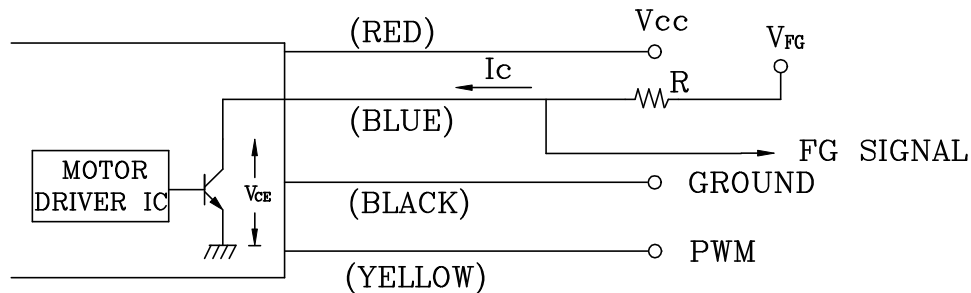 (RED)
Vcc
VFG
Ic
R
(BLUE)
FG SIGNAL
MOTOR
DRIVER IC
VCE
(BLACK)
GROUND
PWM
(YELLOW)